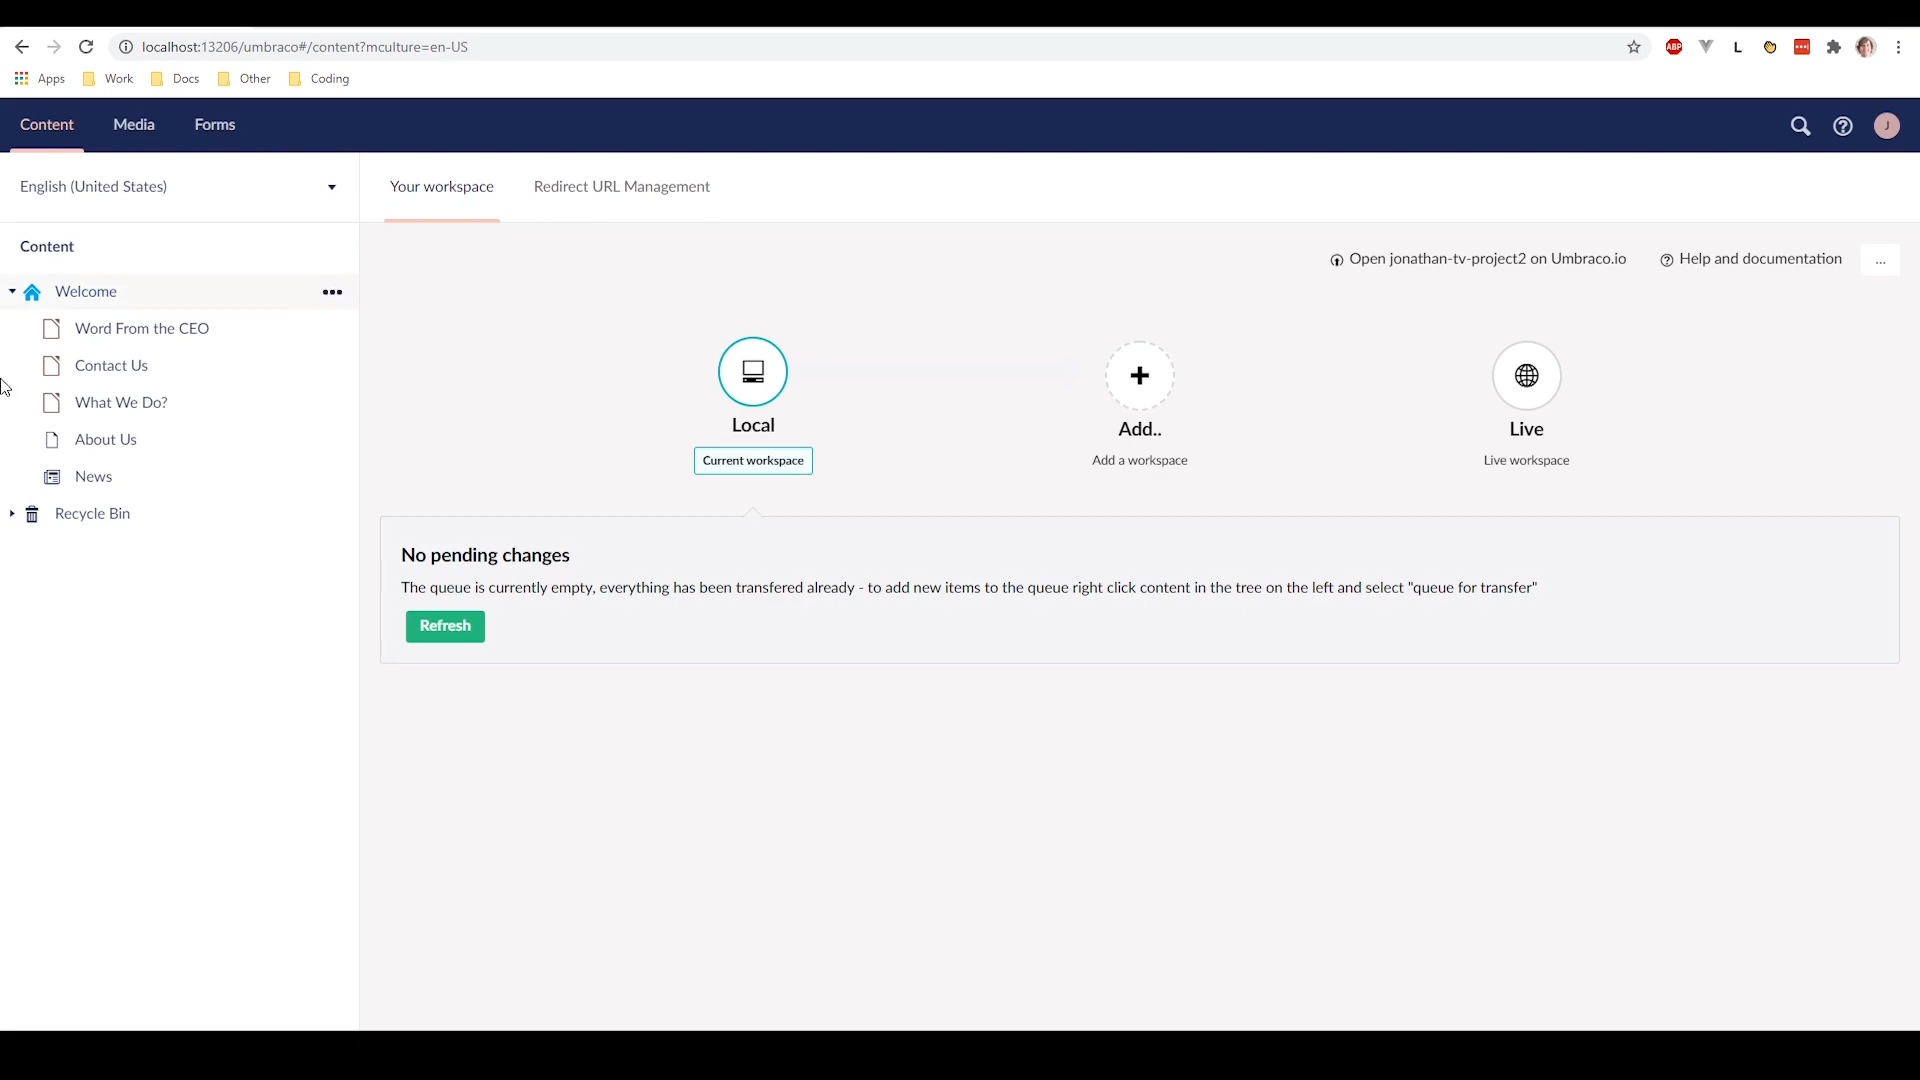 localhost:13206/umbraco#/content?mculture=en-US
ABP
L
Apps
Work
Docs
Other
Coding
Content
Media
Forms
J
English (United States)
Your workspace
Redirect URL Management
Content
Open jonathan-tv-project2 on Umbraco.io
Help and documentation
...
Welcome
Word From the CEO
Contact Us
What We Do?
About Us
News
Recycle Bin
Local
Current workspace
Add..
Add a workspace
Live
Live workspace
No pending changes
The queue is currently empty, everything has been transfered already - to add new items to the queue right click content in the tree on the left and select "queue for transfer"
Refresh